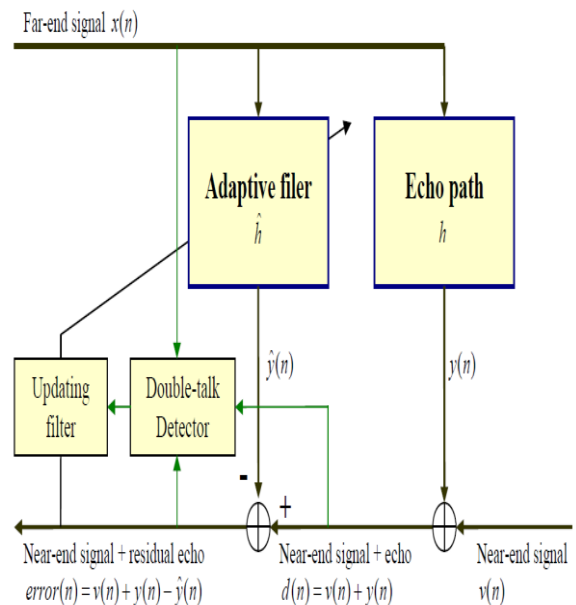 Far-end signal x(n)
Adaptive filer
ĥ
Echo path
h
ŷ(n)
y(n)
Updating
filter
Double-talk
Detector
-
+
Near-end signal + residual echo
error(n) = v(n) + y(n) − ŷ(n)
Near-end signal + echo
d(n) = v(n) + y(n)
Near-end signal
v(n)